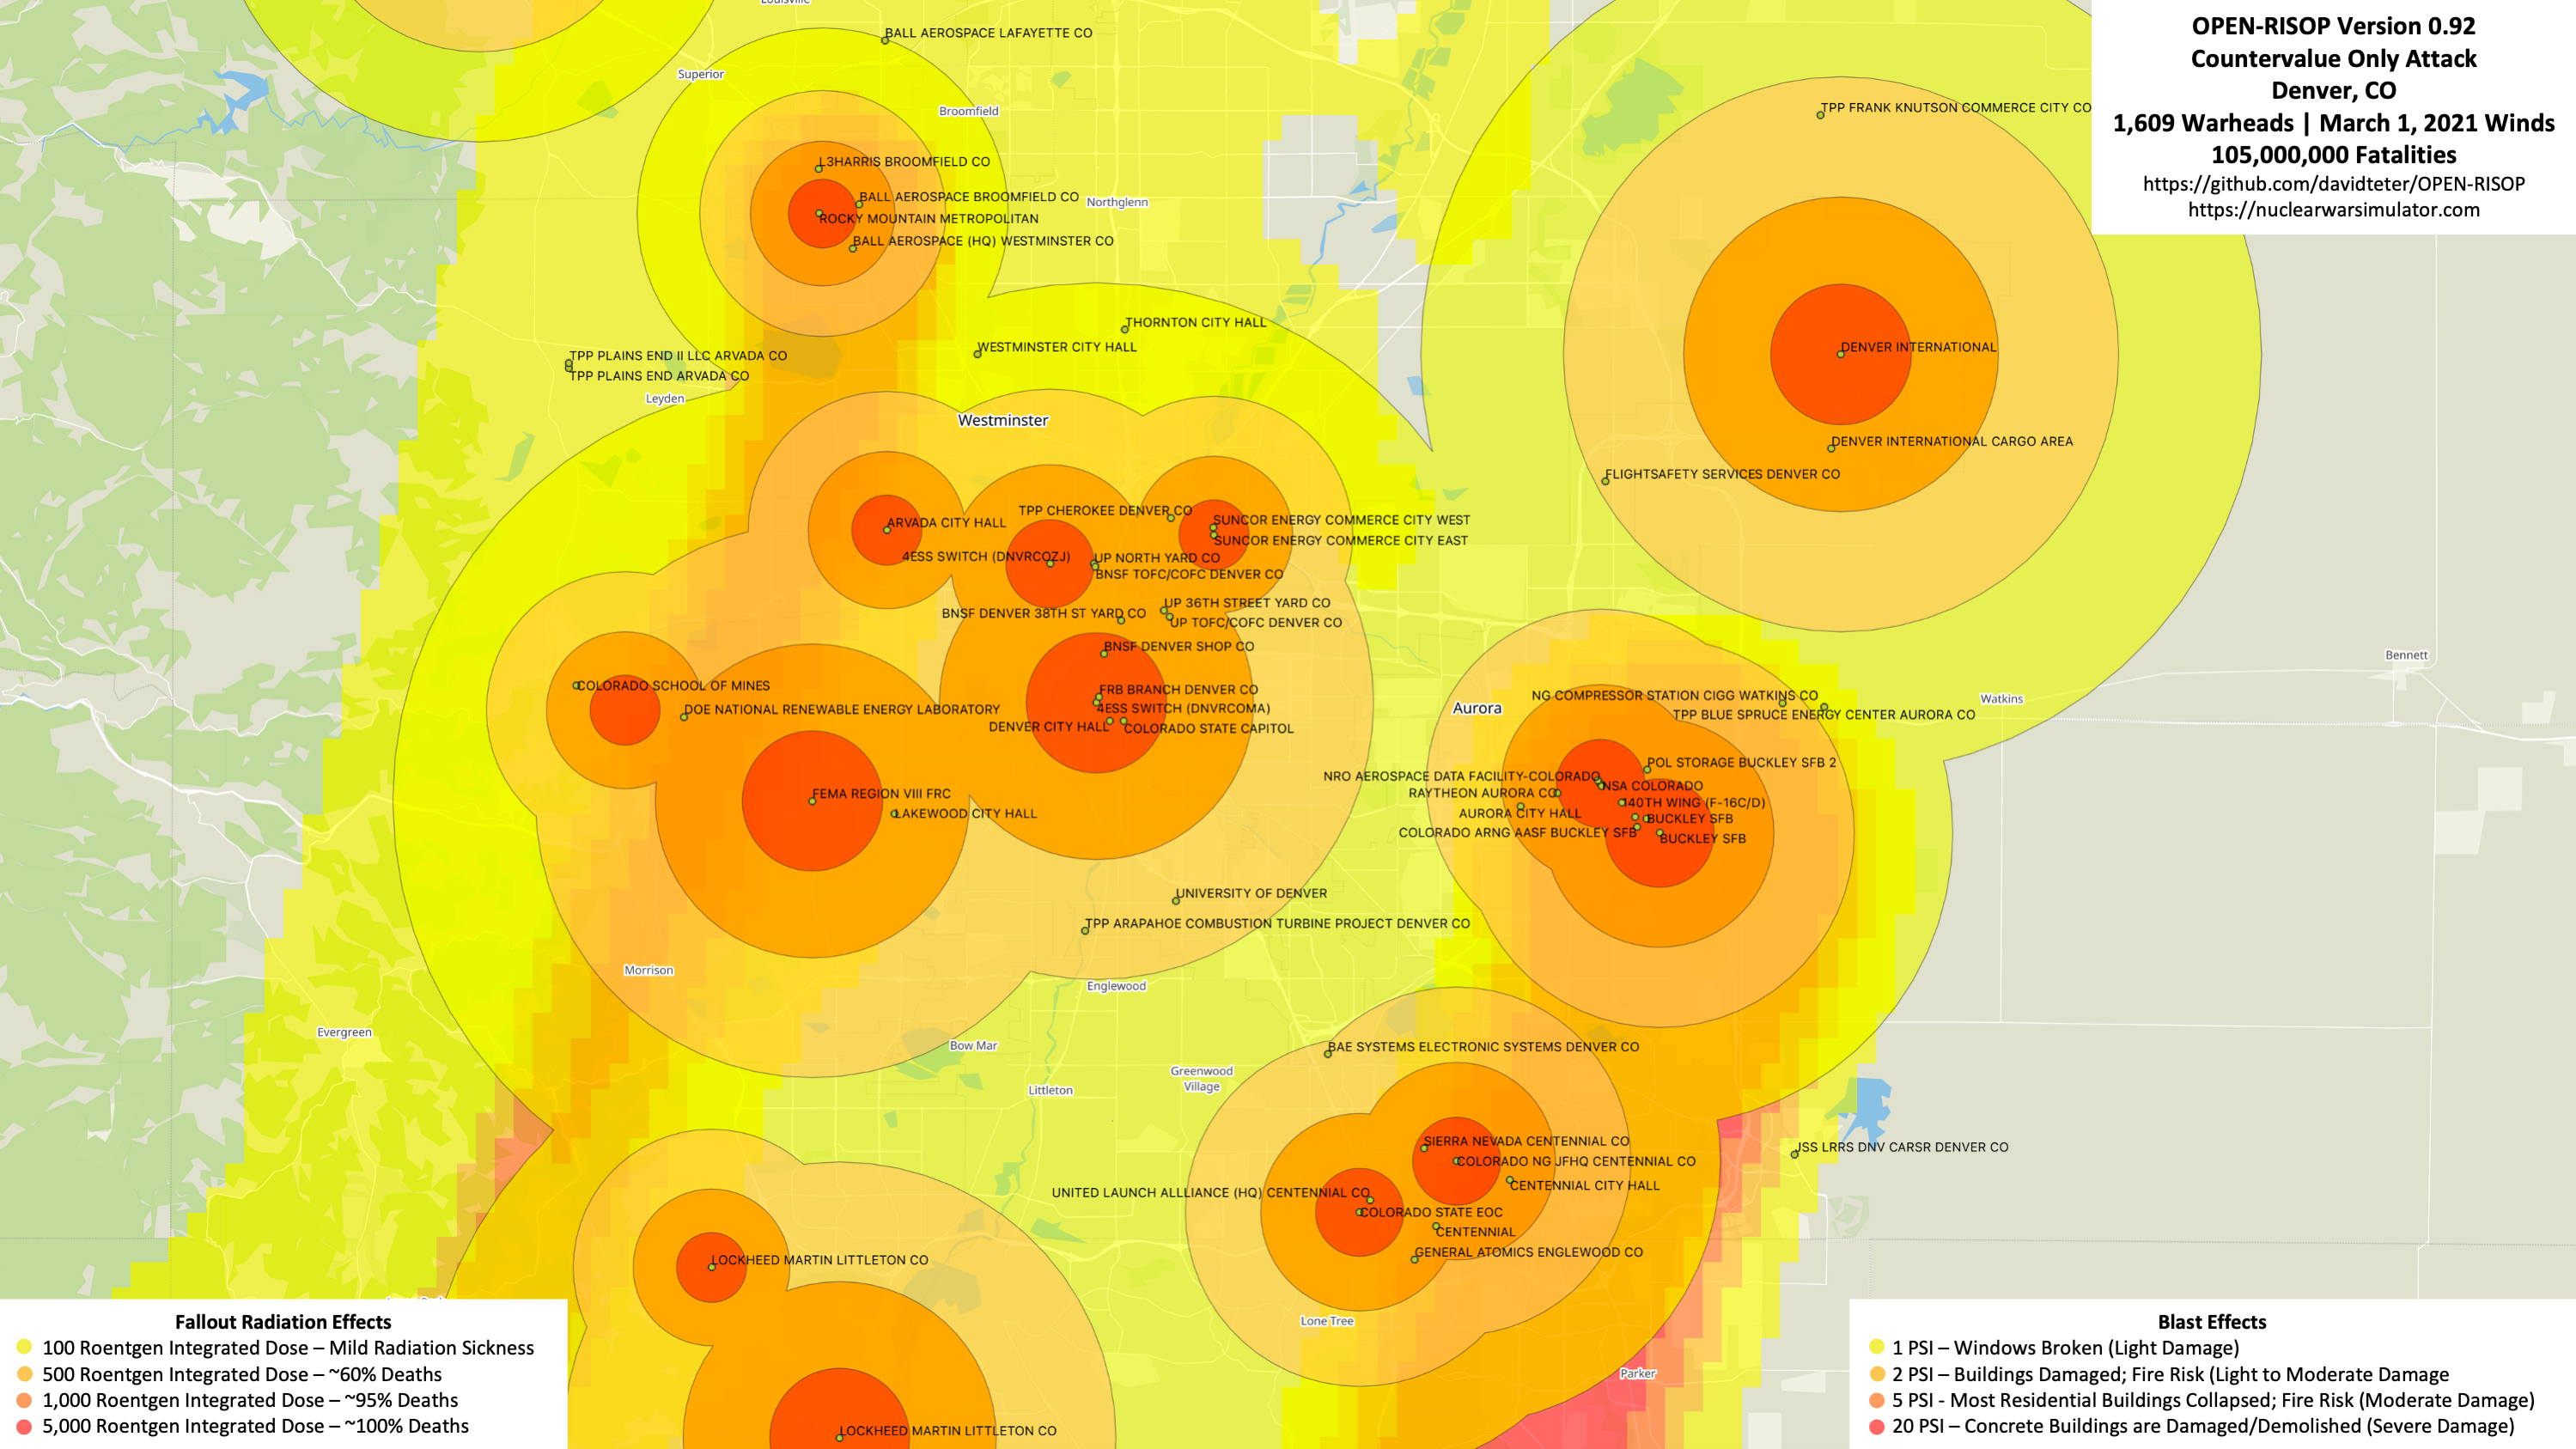 Louisville
BALL AEROSPACE LAFAYETTE CO
Superior
Broomfield
L3HARRIS BROOMFIELD CO
BALL AEROSPACE BROOMFIELD CO
ROCKY MOUNTAIN METROPOLITAN
BALL AEROSPACE (HQ) WESTMINSTER CO
Northglenn
OPEN-RISOP Version 0.92
Countervalue Only Attack
Denver, CO
1,609 Warheads | March 1, 2021 Winds
105,000,000 Fatalities
https://github.com/davidteter/OPEN-RISOP
https://nuclearwarsimulator.com
TPP FRANK KNUTSON COMMERCE CITY CO
THORNTON CITY HALL
WESTMINSTER CITY HALL
DENVER INTERNATIONAL
TPP PLAINS END II LLC ARVADA CO
TPP PLAINS END ARVADA CO
Leyden
Westminster
DENVER INTERNATIONAL CARGO AREA
FLIGHTSAFETY SERVICES DENVER CO
TPP CHEROKEE DENVER CO
ARVADA CITY HALL
SUNCOR ENERGY COMMERCE CITY WEST
SUNCOR ENERGY COMMERCE CITY EAST
4ESS SWITCH (DNVRCOZJ)
UP NORTH YARD CO
BNSF TOFC/COFC DENVER CO
UP 36TH STREET YARD CO
BNSF DENVER 38TH ST YARD CO
UP TOFC/COFC DENVER CO
BNSF DENVER SHOP CO
Bennett
COLORADO SCHOOL OF MINES
FRB BRANCH DENVER CO
NG COMPRESSOR STATION CIGG WATKINS CO
Watkins
DOE NATIONAL RENEWABLE ENERGY LABORATORY
4ESS SWITCH (DNVRCOMA)
Aurora
TPP BLUE SPRUCE ENERGY CENTER AURORA CO
DENVER CITY HALL
COLORADO STATE CAPITOL
POL STORAGE BUCKLEY SFB 2
NRO AEROSPACE DATA FACILITY-COLORADO
NSA COLORADO
FEMA REGION VIII FRC
RAYTHEON AURORA CO
140TH WING (F-16C/D)
LAKEWOOD CITY HALL
AURORA CITY HALL
BUCKLEY SFB
COLORADO ARNG AASF BUCKLEY SFB
BUCKLEY SFB
UNIVERSITY OF DENVER
TPP ARAPAHOE COMBUSTION TURBINE PROJECT DENVER CO
Morrison
Englewood
Evergreen
Bow Mar
BAE SYSTEMS ELECTRONIC SYSTEMS DENVER CO
Greenwood
Village
Littleton
SIERRA NEVADA CENTENNIAL CO
JSS LRRS DNV CARSR DENVER CO
COLORADO NG JFHQ CENTENNIAL CO
CENTENNIAL CITY HALL
UNITED LAUNCH ALLLIANCE (HQ) CENTENNIAL CO
COLORADO STATE EOC
CENTENNIAL
GENERAL ATOMICS ENGLEWOOD CO
LOCKHEED MARTIN LITTLETON CO
Lone Tree
Parker
LOCKHEED MARTIN LITTLETON CO
Fallout Radiation Effects
100 Roentgen Integrated Dose – Mild Radiation Sickness
500 Roentgen Integrated Dose – ~60% Deaths
1,000 Roentgen Integrated Dose – ~95% Deaths
5,000 Roentgen Integrated Dose – ~100% Deaths
Blast Effects
1 PSI – Windows Broken (Light Damage)
2 PSI – Buildings Damaged; Fire Risk (Light to Moderate Damage
5 PSI - Most Residential Buildings Collapsed; Fire Risk (Moderate Damage)
20 PSI – Concrete Buildings are Damaged/Demolished (Severe Damage)